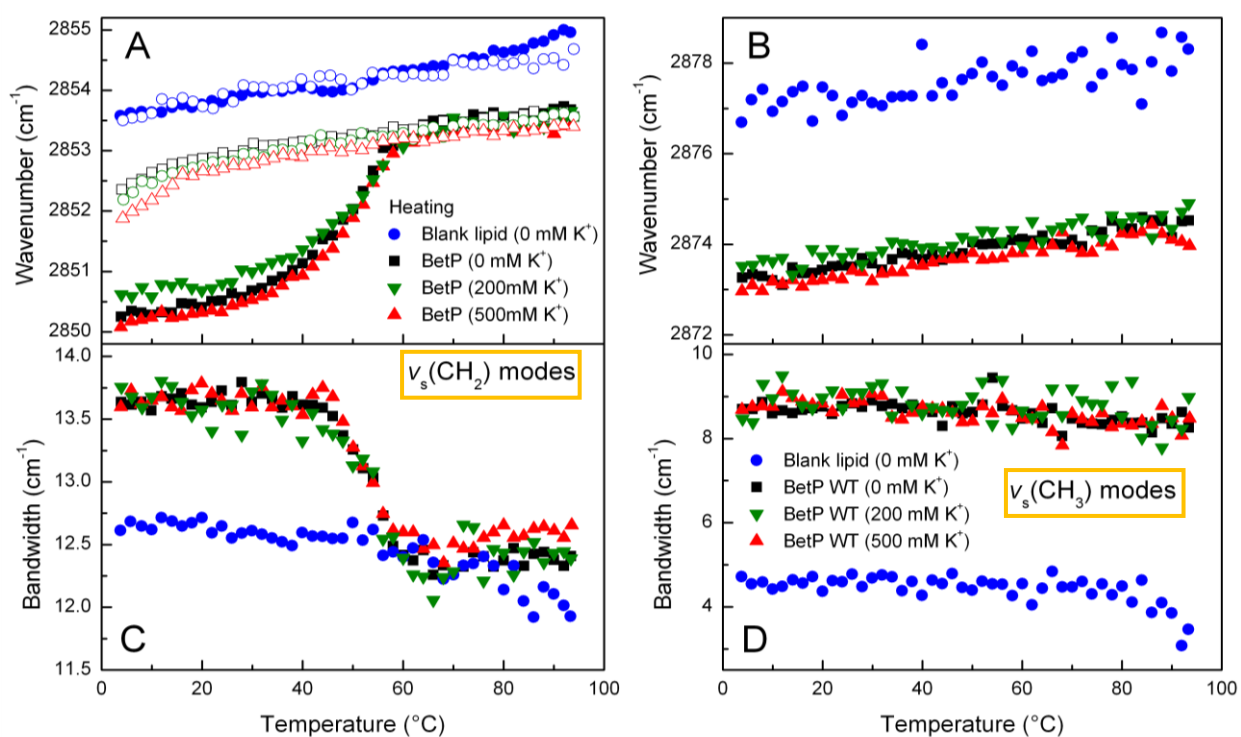 A
2855
2854
2853
2852
2851
2850
Wavenumber (cm⁻¹)
Heating
Blank lipid (0 mM K⁺)
BetP (0 mM K⁺)
BetP (200mM K⁺)
BetP (500mM K⁺)
B
2878
2876
2874
2872
Wavenumber (cm⁻¹)
14.0
13.5
13.0
12.5
12.0
11.5
Bandwidth (cm⁻¹)
νs(CH₂) modes
C
0 20 40 60 80 100
Temperature (°C)
10
8
6
4
Bandwidth (cm⁻¹)
Blank lipid (0 mM K⁺)
BetP WT (0 mM K⁺)
BetP WT (200 mM K⁺)
BetP WT (500 mM K⁺)
νs(CH₃) modes
D
0 20 40 60 80 100
Temperature (°C)